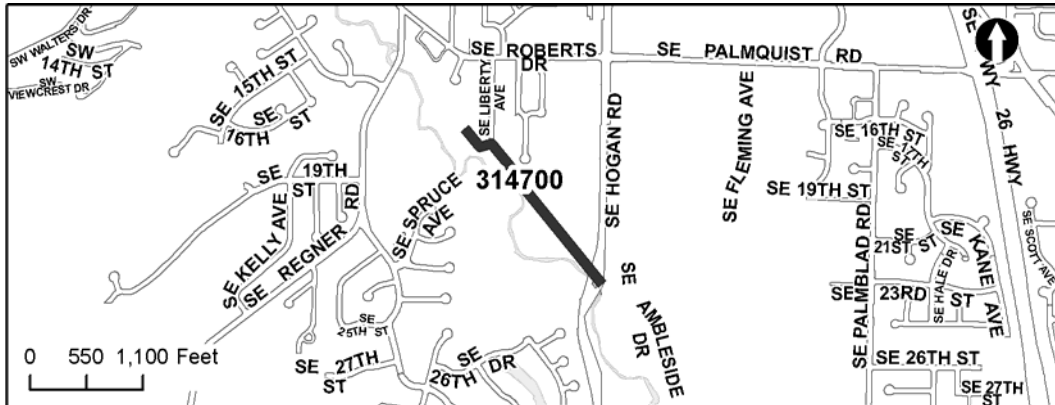 SW WALTERS DR
SW
14TH ST
SW
VIEWCREST DR
SE 15TH ST
SE
16TH ST
SE ROBERTS
DR
SE PALMQUIST RD
SE LIBERTY
AVE
SE HOGAN RD
SE FLEMING AVE
SE
HWY 26 HWY
SE 16TH ST
SE 17TH
ST
SE 19TH ST
SE 19TH
ST
SE KELLY AVE
SE REGNER RD
SE SPRUCE
AVE
314700
SE PALMBLAD RD
SE
21ST ST
SE KANE AVE
SE HALE DR
SE SCOTT AVE
SE 23RD ST
SE AMBLESIDE
DR
SE
25TH ST
SE 27TH
ST
SE
26TH DR
SE 26TH ST
SE 27TH
ST
0 550 1,100 Feet